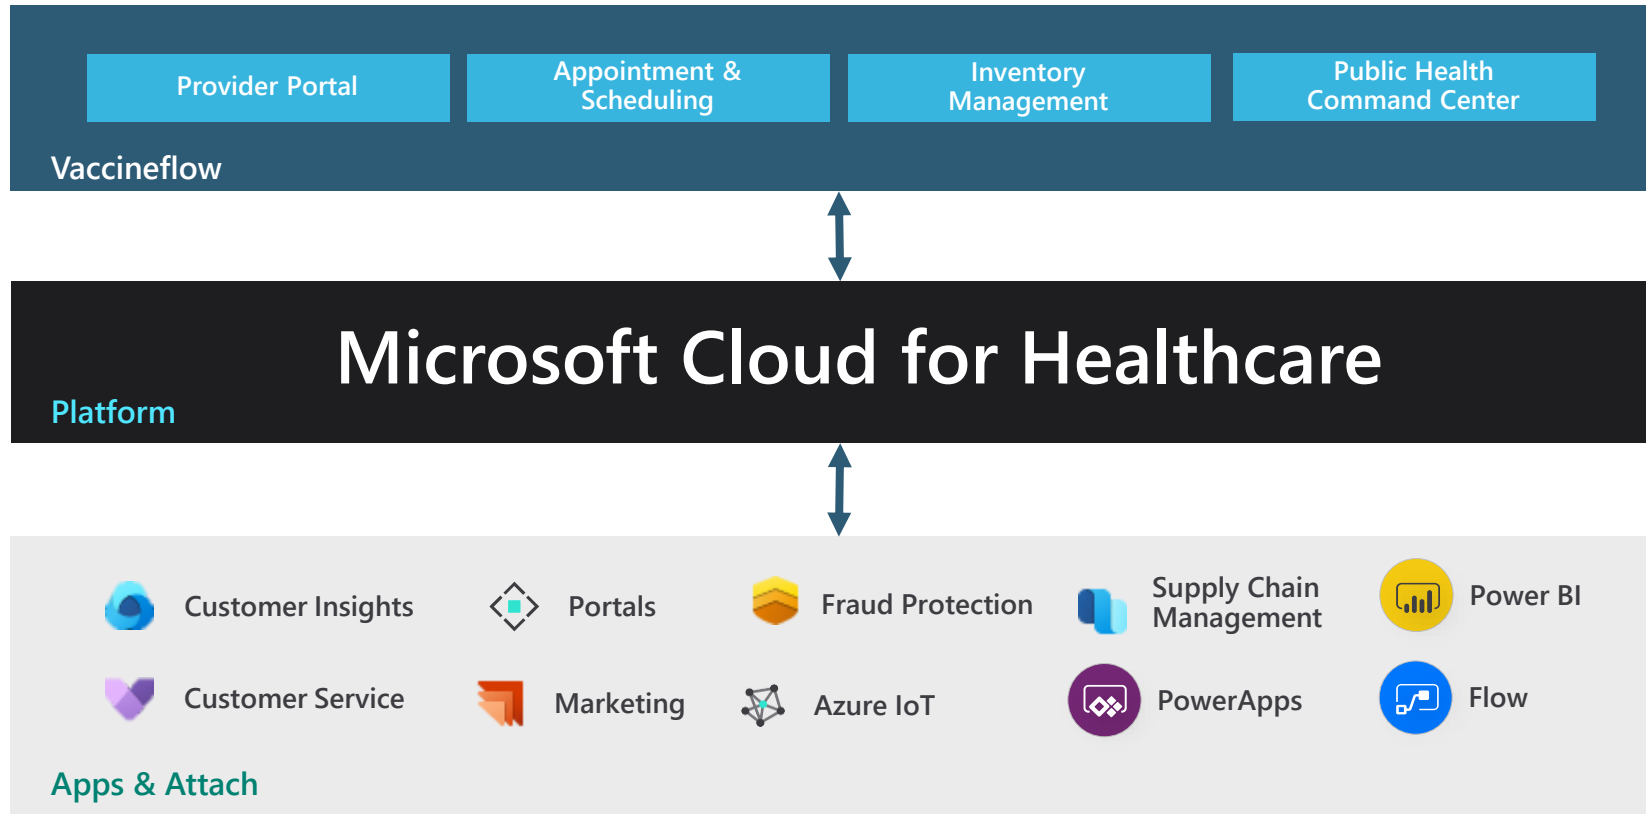 Provider Portal
Appointment &
Scheduling
Inventory
Management
Public Health
Command Center
Vaccineflow
Microsoft Cloud for Healthcare
Platform
Customer Insights
Portals
Fraud Protection
Supply Chain
Management
Power BI
Customer Service
Marketing
Azure IoT
PowerApps
Flow
Apps & Attach